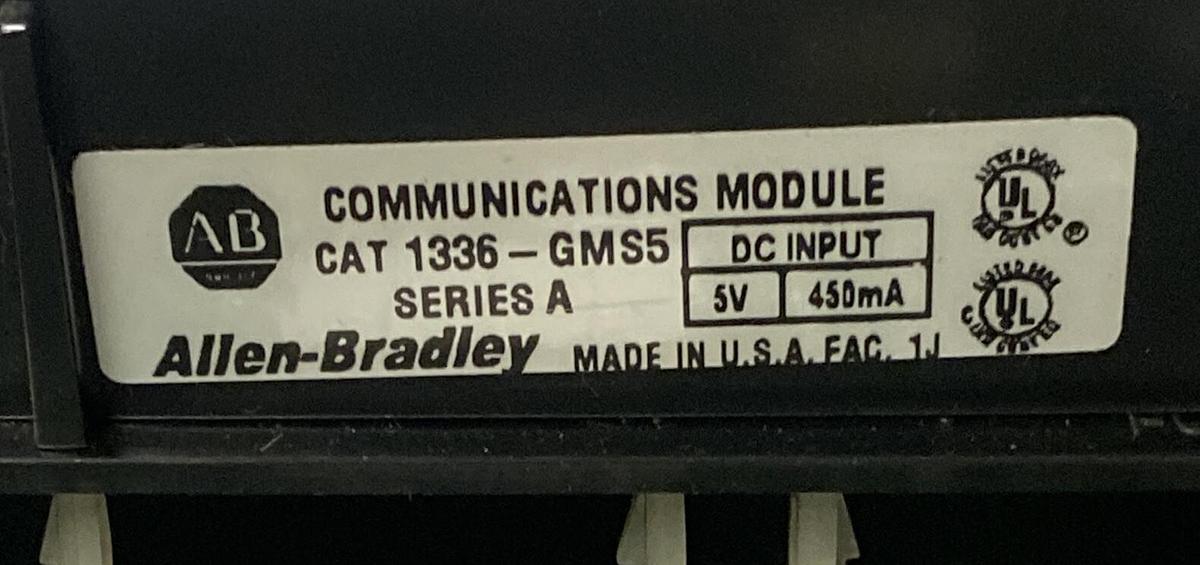 AB
COMMUNICATIONS MODULE
CAT 1336-GMS5
SERIES A
DC INPUT
5V 450mA
Allen-Bradley MADE IN U.S.A. FAC. 1J
UL
®
C UL